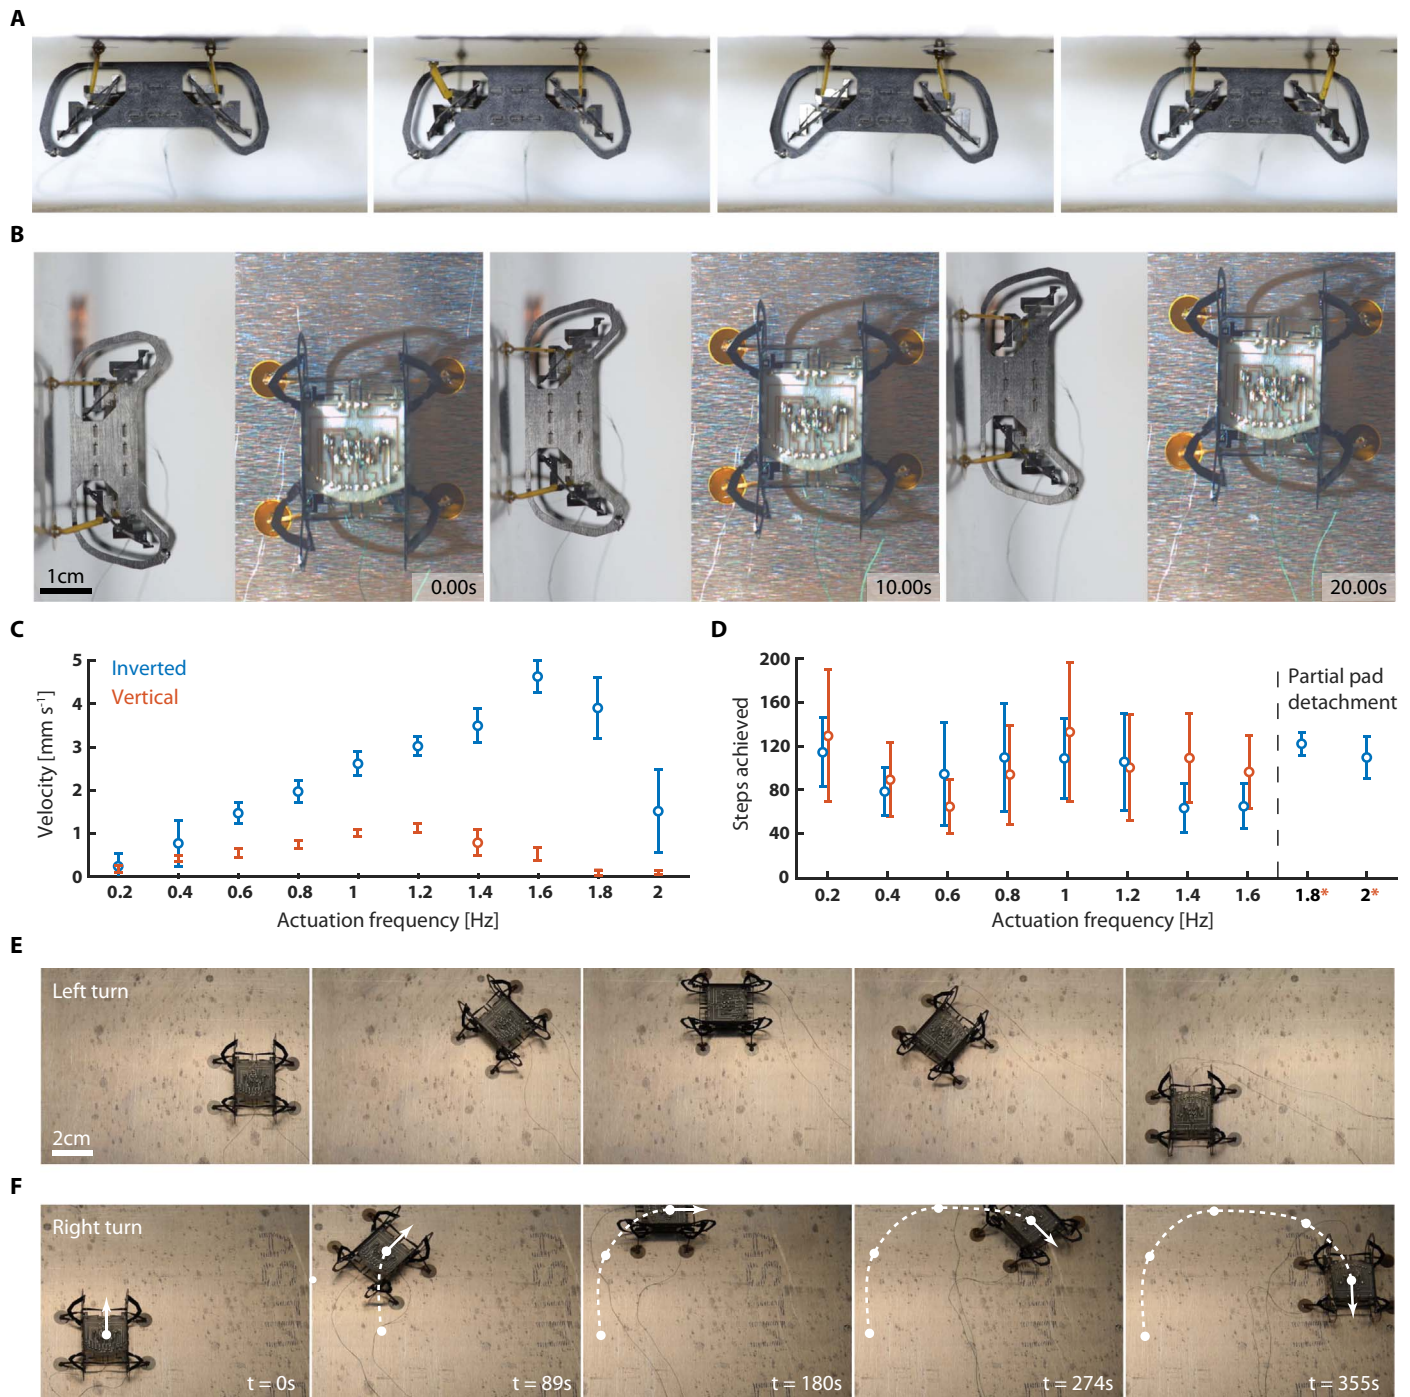 A
B
1cm
0.00s
10.00s
20.00s
C
Inverted
Vertical
Velocity [mm s⁻¹]
5
4
3
2
1
0
0.2 0.4 0.6 0.8 1 1.2 1.4 1.6 1.8 2
Actuation frequency [Hz]
D
Partial pad
detachment
Steps achieved
200
160
120
80
40
0
0.2 0.4 0.6 0.8 1 1.2 1.4 1.6 1.8* 2*
Actuation frequency [Hz]
E
Left turn
2cm
F
Right turn
t = 0s
t = 89s
t = 180s
t = 274s
t = 355s